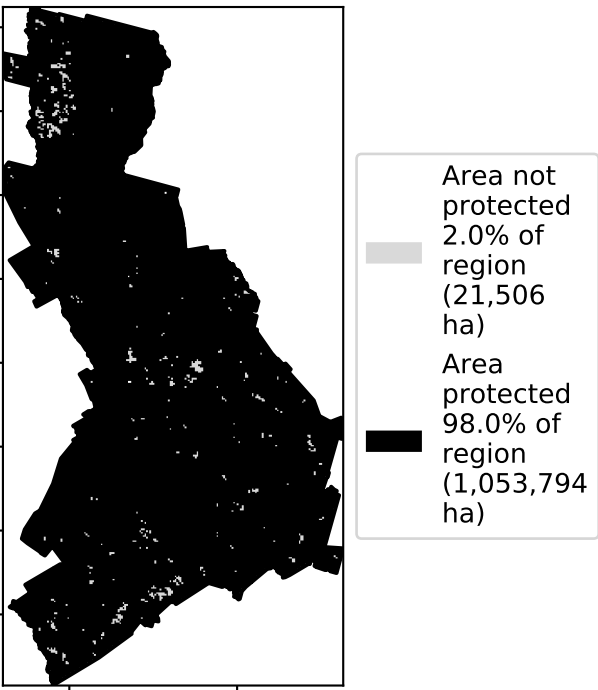 Area not
protected
2.0% of
region
(21,506
ha)
Area
protected
98.0% of
region
(1,053,794
ha)